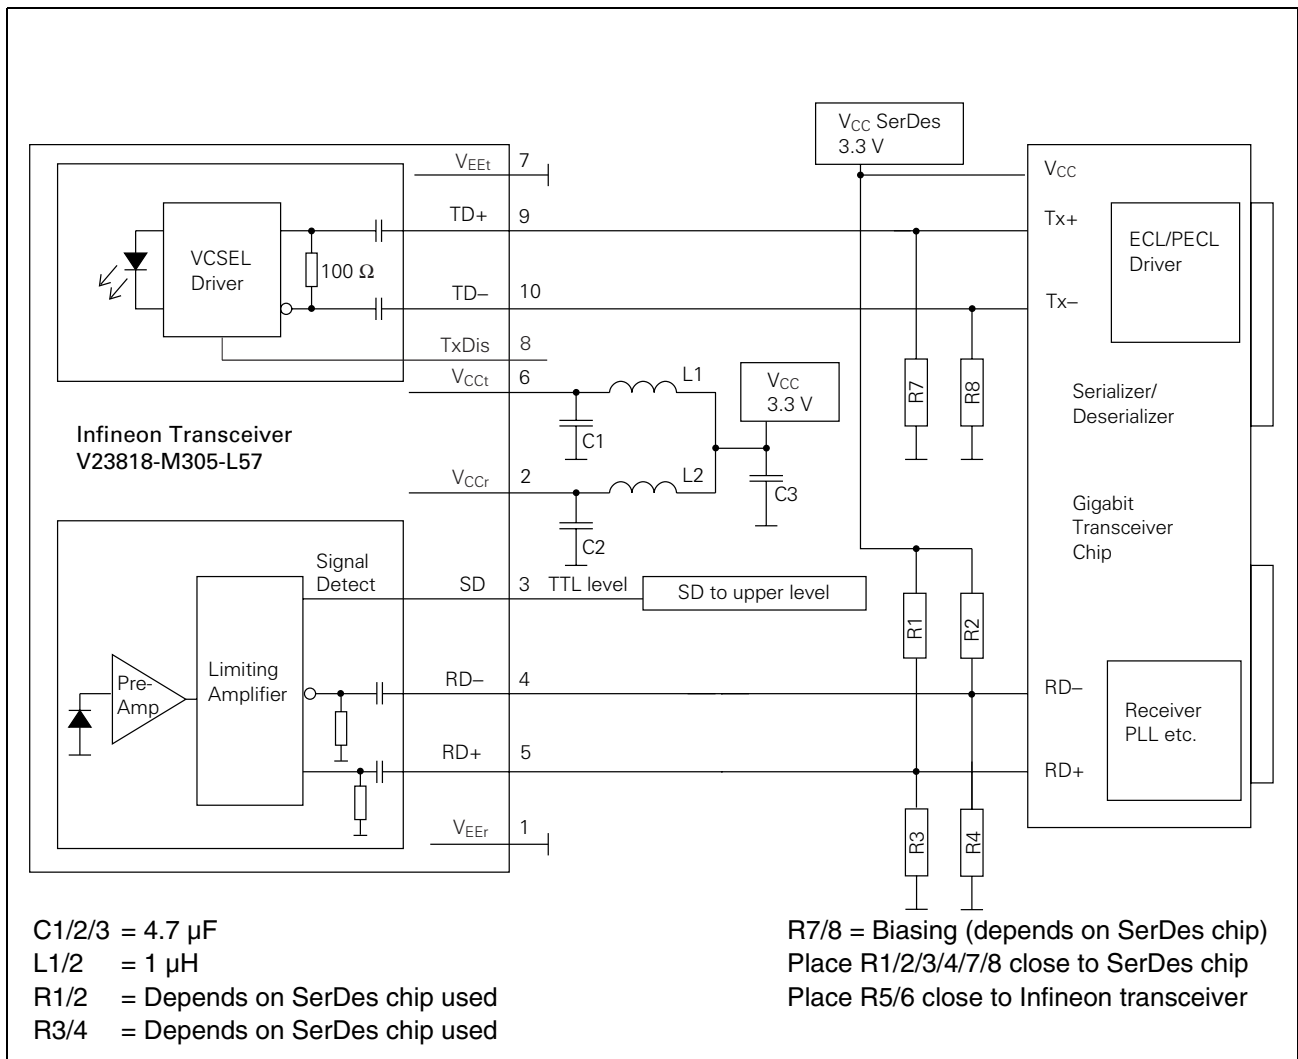 V_CC SerDes
3.3 V
V_EEt 7
V_CC
TD+ 9
Tx+
VCSEL
Driver
100 Ω
ECL/PECL
Driver
TD– 10
Tx–
TxDis 8
V_CCt 6
L1
V_CC
3.3 V
R7
R8
Serializer/
Deserializer
C1
Infineon Transceiver
V23818-M305-L57
V_CCr 2
L2
C3
Gigabit
Transceiver
Chip
C2
Signal
Detect
SD 3 TTL level
SD to upper level
R1
R2
Pre-
Amp
Limiting
Amplifier
RD– 4
RD–
Receiver
PLL etc.
RD+ 5
RD+
V_EEr 1
R3
R4
C1/2/3 = 4.7 µF
L1/2 = 1 µH
R1/2 = Depends on SerDes chip used
R3/4 = Depends on SerDes chip used
R7/8 = Biasing (depends on SerDes chip)
Place R1/2/3/4/7/8 close to SerDes chip
Place R5/6 close to Infineon transceiver